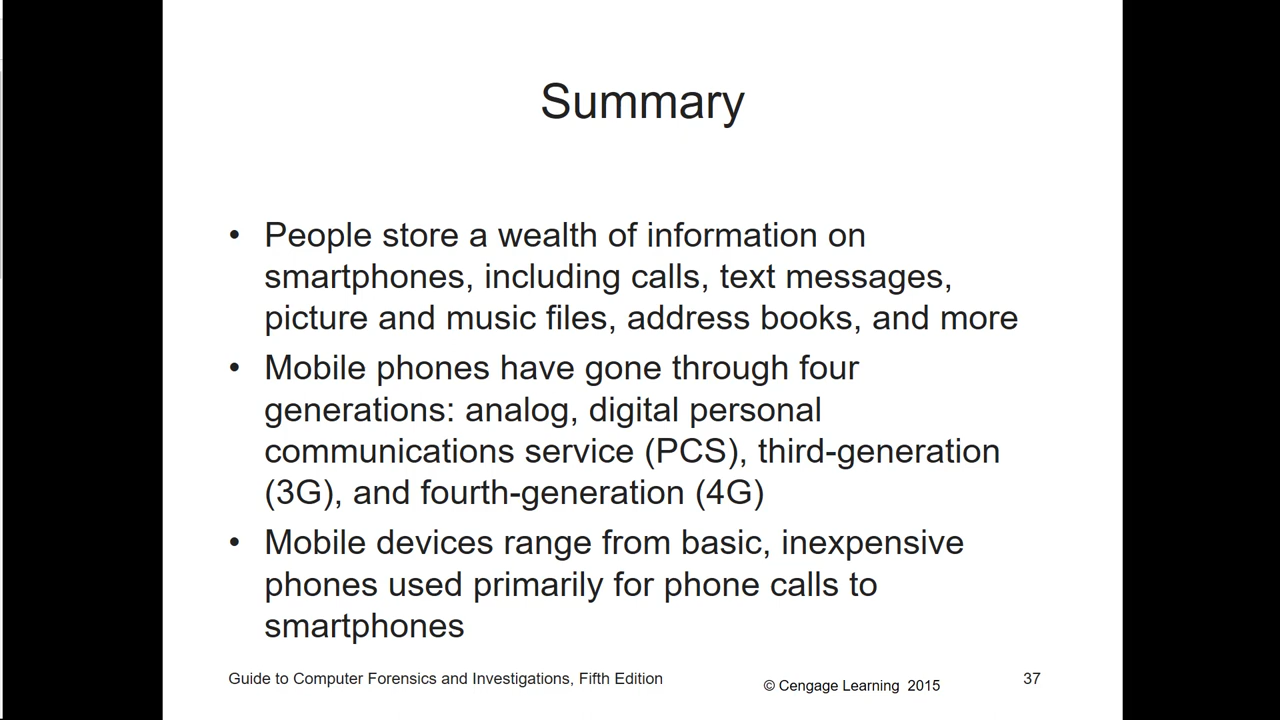 Summary
• People store a wealth of information on
smartphones, including calls, text messages,
picture and music files, address books, and more
• Mobile phones have gone through four
generations: analog, digital personal
communications service (PCS), third-generation
(3G), and fourth-generation (4G)
• Mobile devices range from basic, inexpensive
phones used primarily for phone calls to
smartphones
Guide to Computer Forensics and Investigations, Fifth Edition
© Cengage Learning 2015
37